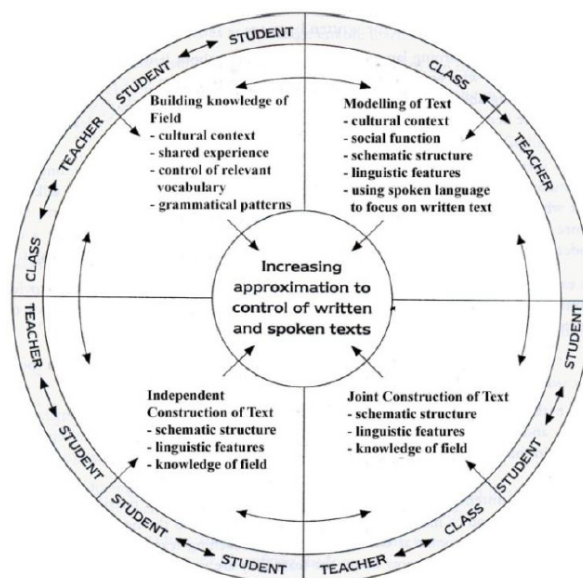 CLASS
TEACHER
STUDENT
STUDENT
CLASS
TEACHER
Building knowledge of
Field
- cultural context
- shared experience
- control of relevant
vocabulary
- grammatical patterns
Modelling of Text
- cultural context
- social function
- schematic structure
- linguistic features
- using spoken language
to focus on written text
Increasing
approximation to
control of written
and spoken texts
Independent
Construction of Text
- schematic structure
- linguistic features
- knowledge of field
Joint Construction of Text
- schematic structure
- linguistic features
- knowledge of field
STUDENT
STUDENT
CLASS
TEACHER
STUDENT
STUDENT
STUDENT
TEACHER